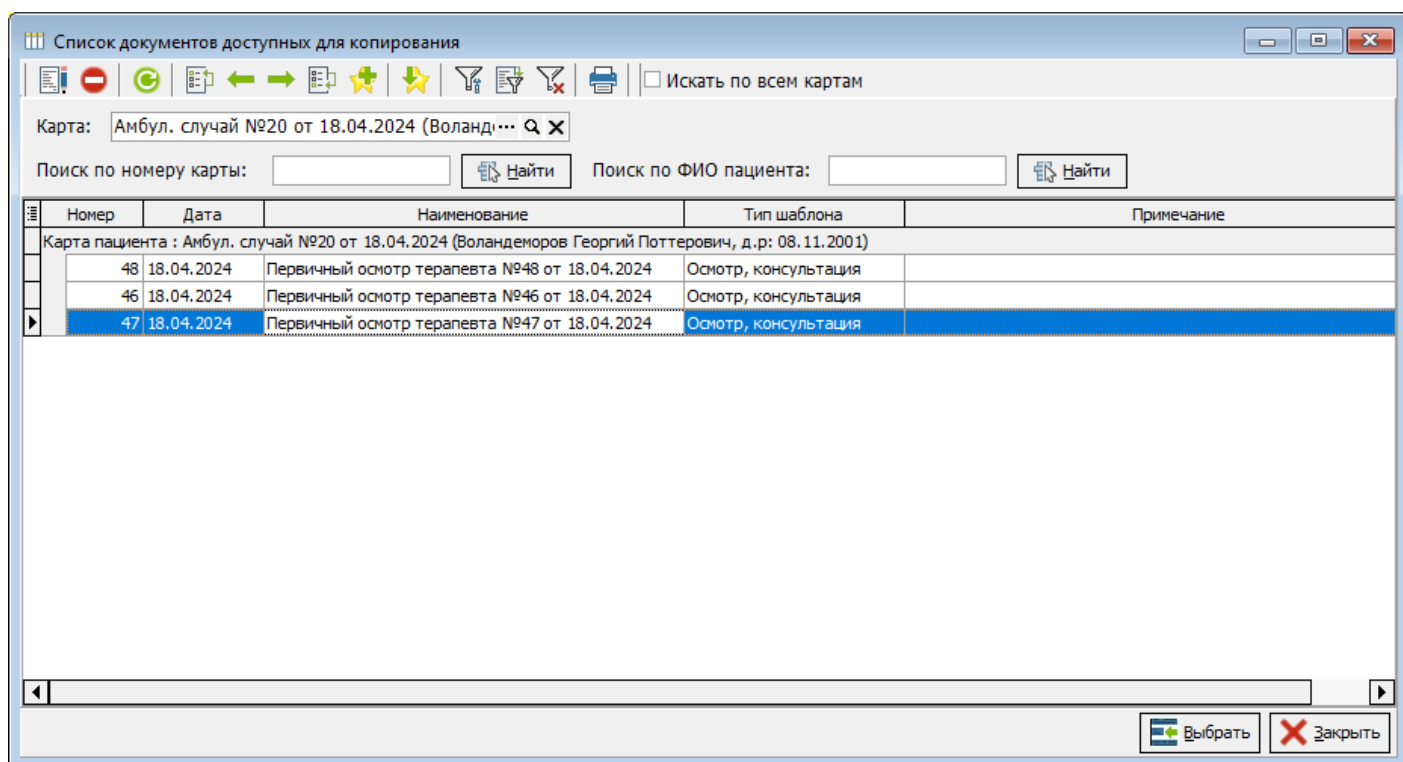 Список документов доступных для копирования
Искать по всем картам
Карта: Амбул. случай №20 от 18.04.2024 (Воланд
Поиск по номеру карты: Найти Поиск по ФИО пациента: Найти
Номер Дата Наименование Тип шаблона Примечание
Карта пациента : Амбул. случай №20 от 18.04.2024 (Воландеморов Георгий Поттерович, д.р: 08.11.2001)
48 18.04.2024 Первичный осмотр терапевта №48 от 18.04.2024 Осмотр, консультация
46 18.04.2024 Первичный осмотр терапевта №46 от 18.04.2024 Осмотр, консультация
47 18.04.2024 Первичный осмотр терапевта №47 от 18.04.2024 Осмотр, консультация
Выбрать Закрыть